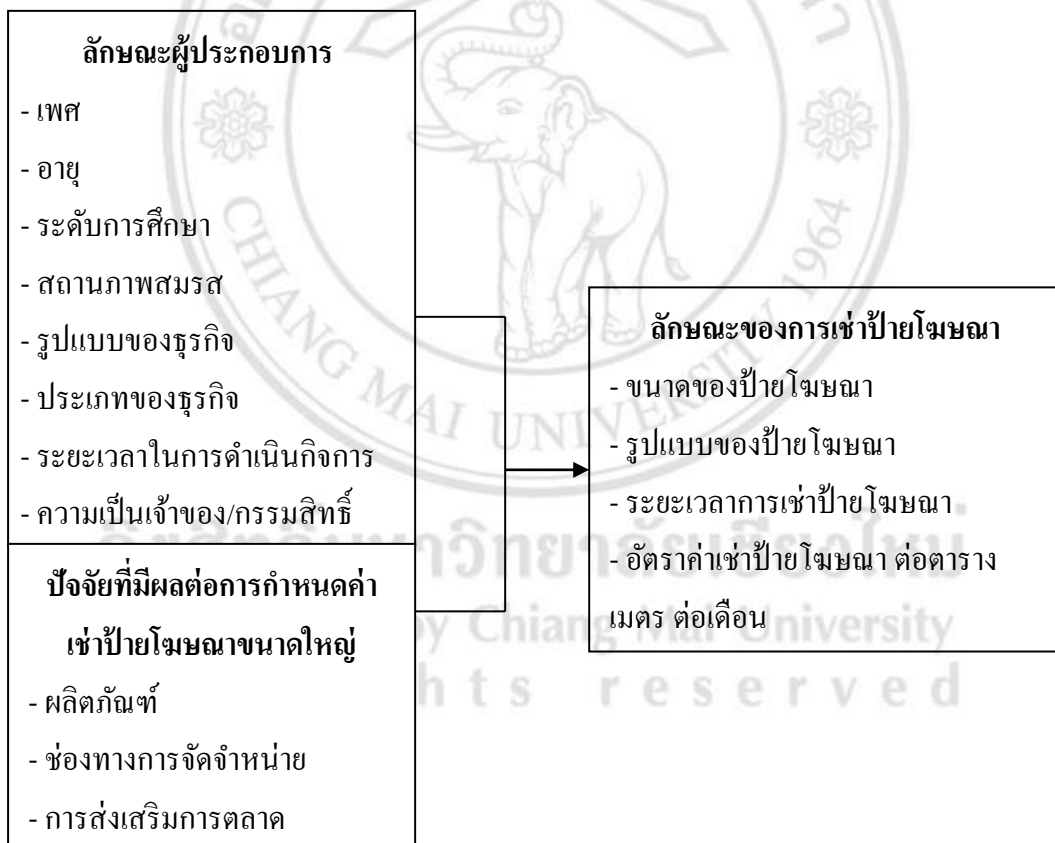 ลักษณะผู้ประกอบการ
- เพศ
- อายุ
- ระดับการศึกษา
- สถานภาพสมรส
- รูปแบบของธุรกิจ
- ประเภทของธุรกิจ
- ระยะเวลาในการดำเนินกิจการ
- ความเป็นเจ้าของ/กรรมสิทธิ์
ปัจจัยที่มีผลต่อการกำหนดค่า
เช่าป้ายโฆษณาขนาดใหญ่
- ผลิตภัณฑ์
- ช่องทางการจัดจำหน่าย
- การส่งเสริมการตลาด
ลักษณะของการเช่าป้ายโฆษณา
- ขนาดของป้ายโฆษณา
- รูปแบบของป้ายโฆษณา
- ระยะเวลาการเช่าป้ายโฆษณา
- อัตราค่าเช่าป้ายโฆษณา ต่อตาราง
เมตร ต่อเดือน
CHIANG MAI UNIVERSITY 1964
by Chiang Mai University
hts reserved